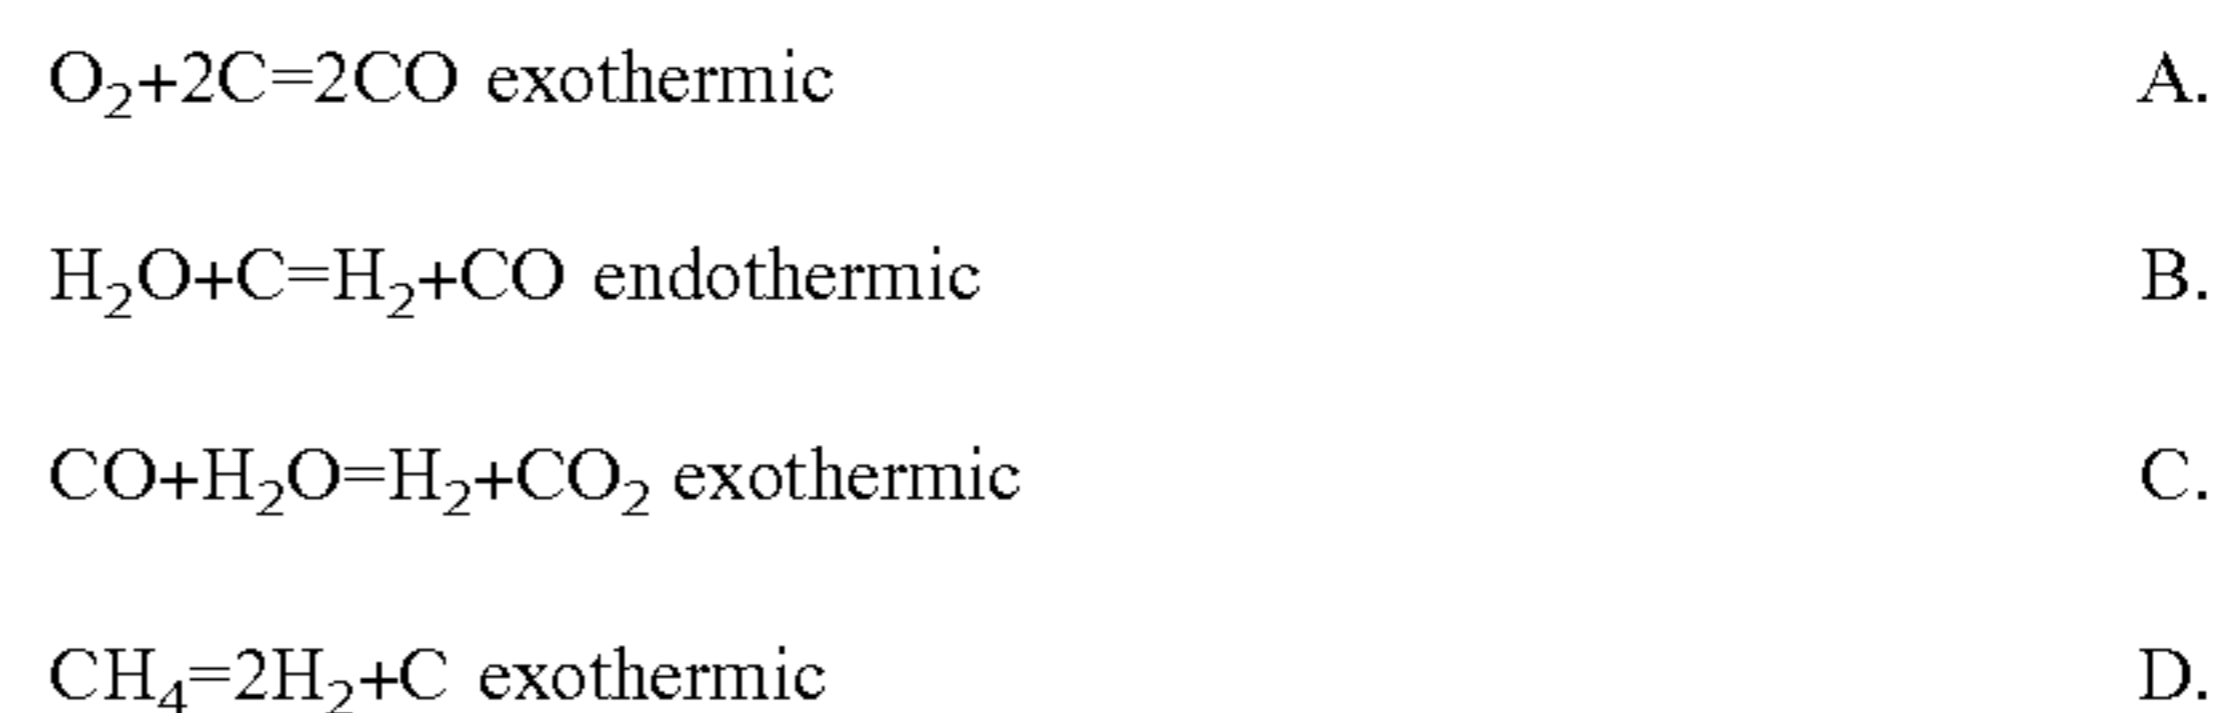 O₂+2C=2CO exothermic A.
H₂O+C=H₂+CO endothermic B.
CO+H₂O=H₂+CO₂ exothermic C.
CH₄=2H₂+C exothermic D.